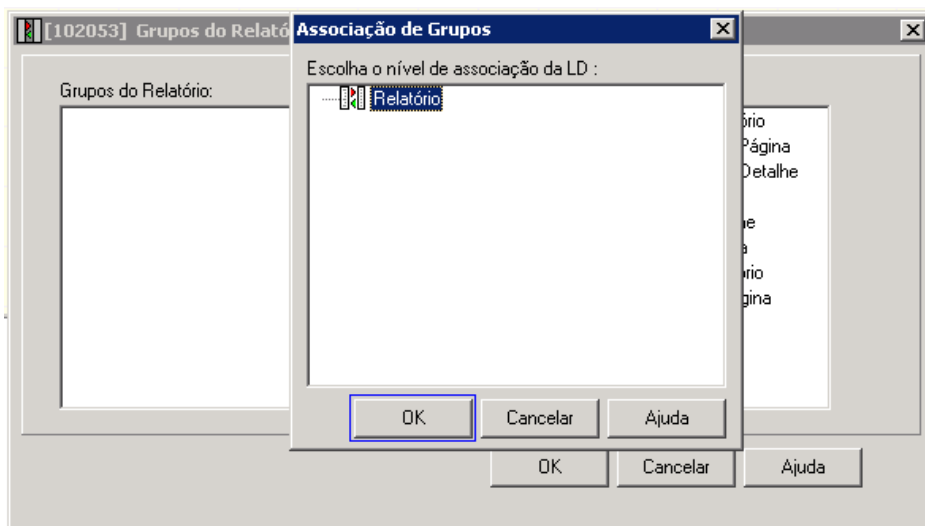 [102053] Grupos do Relató
Associação de Grupos
Escolha o nível de associação da LD :
Relatório
Grupos do Relatório:
Página
Detalhe
OK
Cancelar
Ajuda
OK
Cancelar
Ajuda